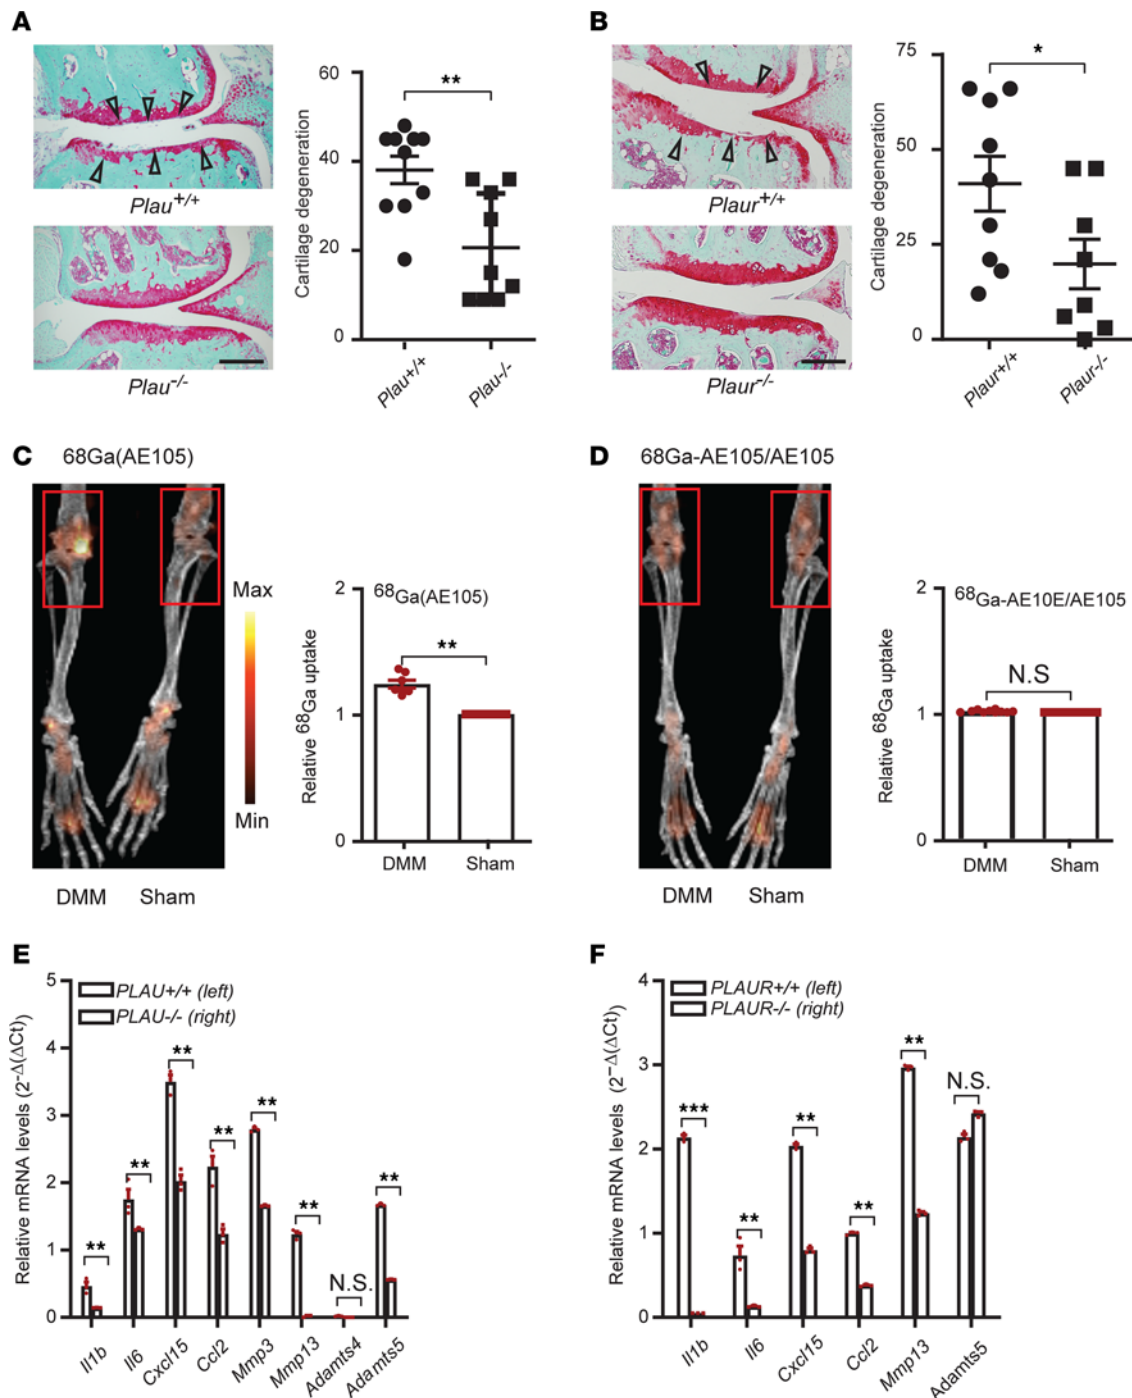 A
Plau+/+
Plau-/-
Cartilage degeneration
60
40
20
0
**
Plau+/+
Plau-/-
B
Plaur+/+
Plaur-/-
Cartilage degeneration
75
50
25
0
*
Plaur+/+
Plaur-/-
C
68Ga(AE105)
Max
Min
DMM
Sham
68Ga(AE105)
Relative 68Ga uptake
2
1
0
**
DMM
Sham
D
68Ga-AE105/AE105
DMM
Sham
68Ga-AE10E/AE105
Relative 68Ga uptake
2
1
0
N.S
DMM
Sham
E
Relative mRNA levels (2-Δ(ΔCt)
5
4
3
2
1
0
PLAU+/+ (left)
PLAU-/- (right)
**
**
**
**
**
**
N.S.
**
Il1b
Il6
Cxcl15
Ccl2
Mmp3
Mmp13
Adamts4
Adamts5
F
Relative mRNA levels (2-Δ(ΔCt)
4
3
2
1
0
PLAUR+/+ (left)
PLAUR-/- (right)
***
**
**
**
**
N.S.
Il1b
Il6
Cxcl15
Ccl2
Mmp13
Adamts5